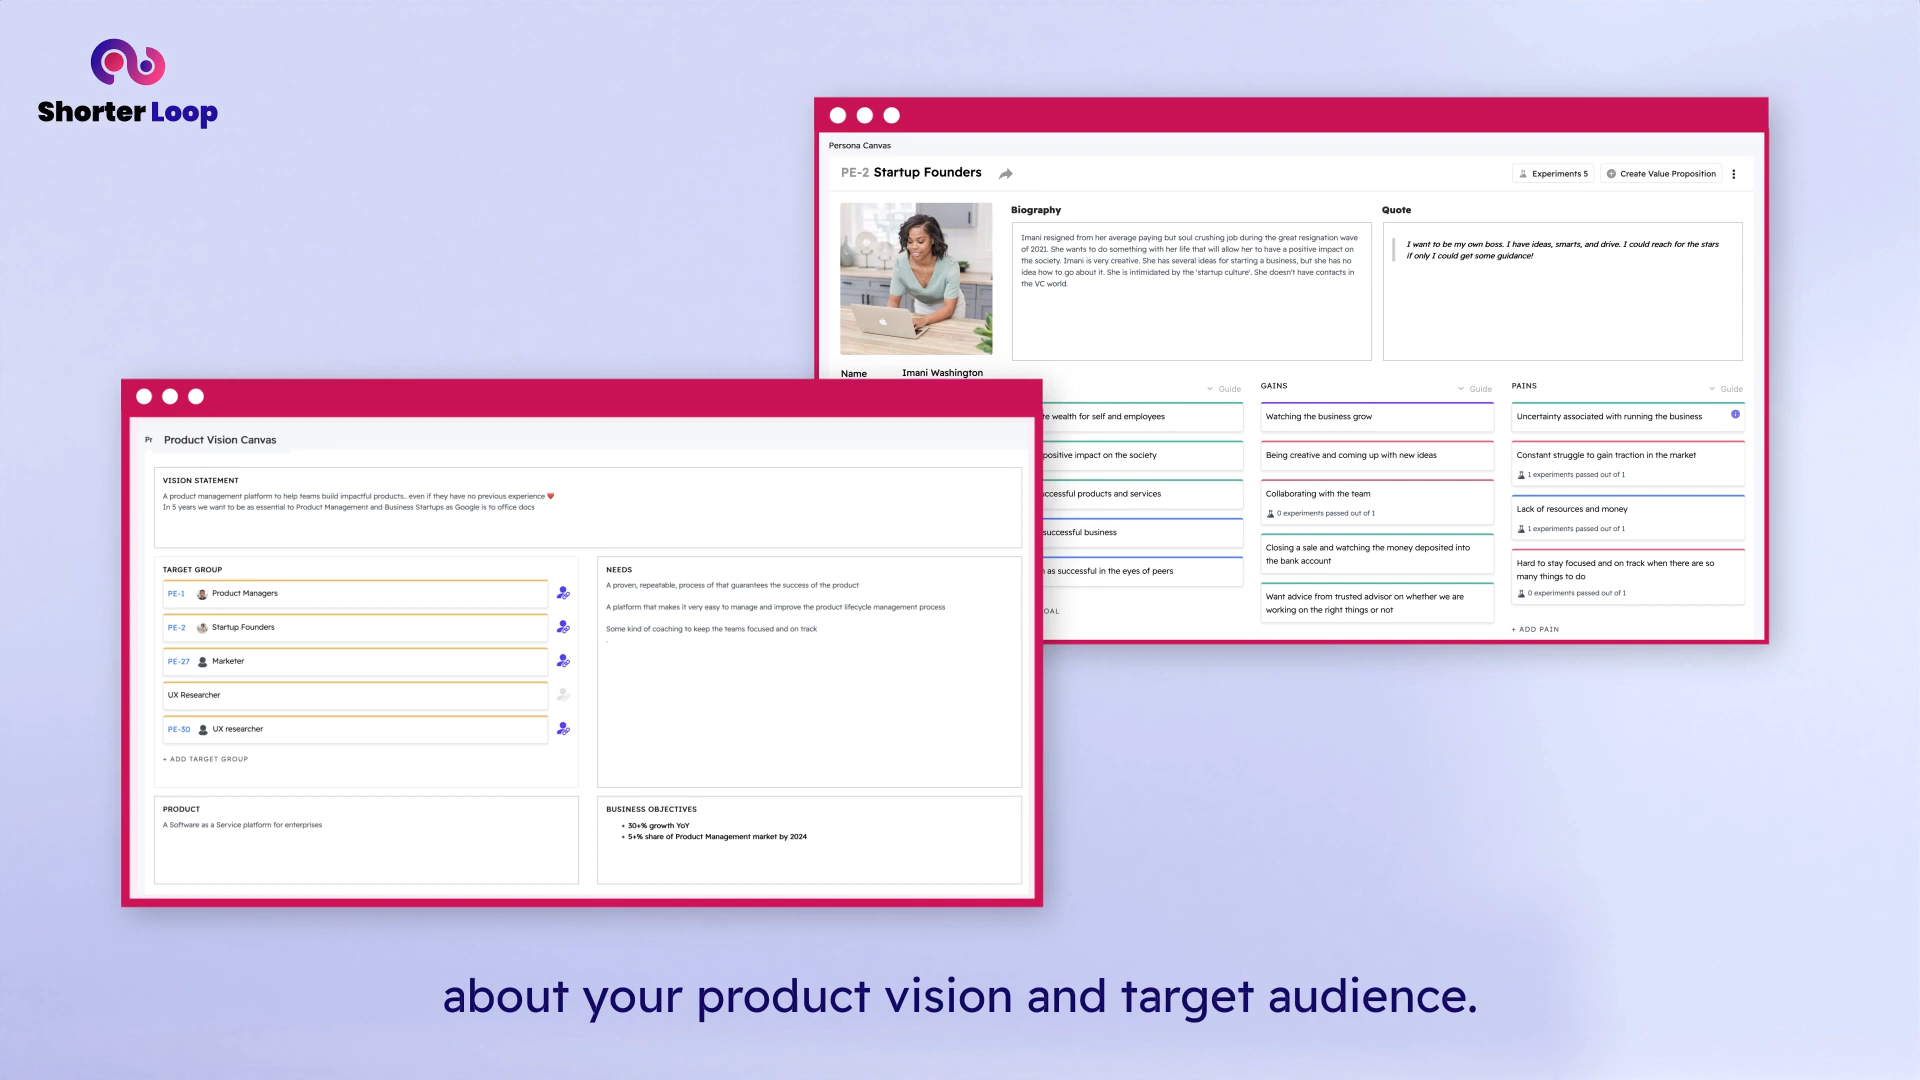 Shorter Loop
Persona Canvas
PE-2 Startup Founders
Experiments 5
Create Value Proposition
Biography
Imani resigned from her average paying but soul crushing job during the great resignation wave
of 2021. She wants to do something with her life that will allow her to have a positive impact on
the society. Imani is very creative. She has several ideas for starting a business, but she has no
idea how to go about it. She is intimidated by the 'startup culture'. She doesn't have contacts in
the VC world.
Quote
I want to be my own boss. I have ideas, smarts, and drive. I could reach for the stars
if only I could get some guidance!
Name Imani Washington
Guide
wealth for self and employees
positive impact on the society
products and services
successful business
as successful in the eyes of peers
GAINS
Guide
Watching the business grow
Being creative and coming up with new ideas
Collaborating with the team
0 experiments passed out of 1
Closing a sale and watching the money deposited into
the bank account
Want advice from trusted advisor on whether we are
working on the right things or not
PAINS
Guide
Uncertainty associated with running the business
Constant struggle to gain traction in the market
1 experiments passed out of 1
Lack of resources and money
1 experiments passed out of 1
Hard to stay focused and on track when there are so
many things to do
0 experiments passed out of 1
+ ADD PAIN
Pr Product Vision Canvas
VISION STATEMENT
A product management platform to help teams build impactful products.. even if they have no previous experience ❤️
In 5 years we want to be as essential to Product Management and Business Startups as Google is to office docs
TARGET GROUP
PE-1 Product Managers
PE-2 Startup Founders
PE-27 Marketer
UX Researcher
PE-30 UX researcher
+ ADD TARGET GROUP
NEEDS
A proven, repeatable, process of that guarantees the success of the product
A platform that makes it very easy to manage and improve the product lifecycle management process
Some kind of coaching to keep the teams focused and on track
.
PRODUCT
A Software as a Service platform for enterprises
BUSINESS OBJECTIVES
• 30+% growth YoY
• 5+% share of Product Management market by 2024
about your product vision and target audience.